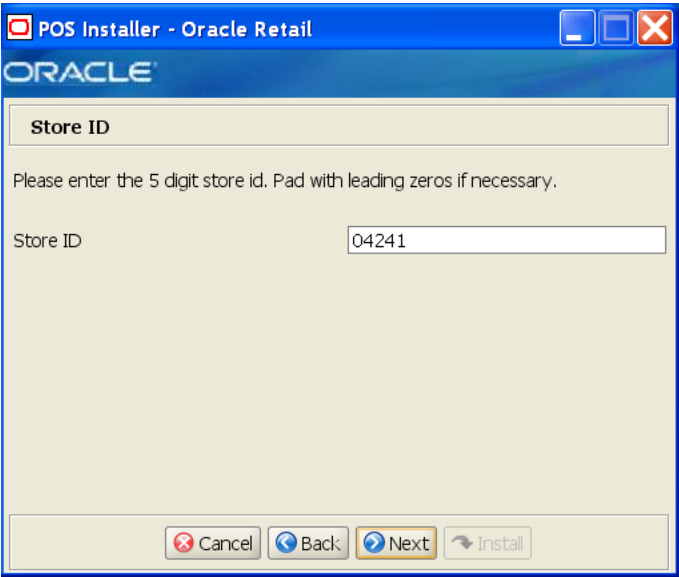 POS Installer - Oracle Retail
ORACLE
Store ID
Please enter the 5 digit store id. Pad with leading zeros if necessary.
Store ID 04241
Cancel Back Next Install